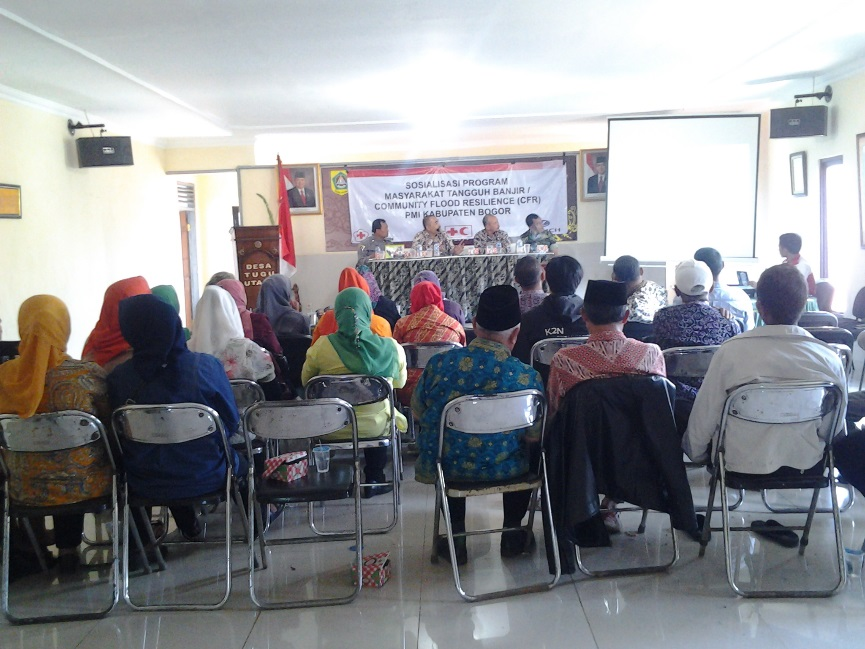 SOSIALISASI PROGRAM
MASYARAKAT TANGGUH BANJIR /
COMMUNITY FLOOD RESILIENCE (CFR)
PMI KABUPATEN BOGOR
DESA
TUGU
UTARA
K2N